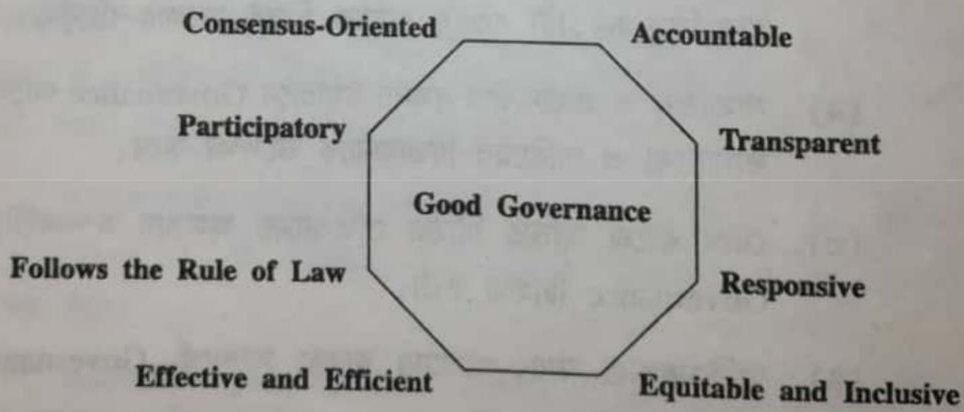 Consensus-Oriented
Accountable
Participatory
Transparent
Good Governance
Follows the Rule of Law
Responsive
Effective and Efficient
Equitable and Inclusive